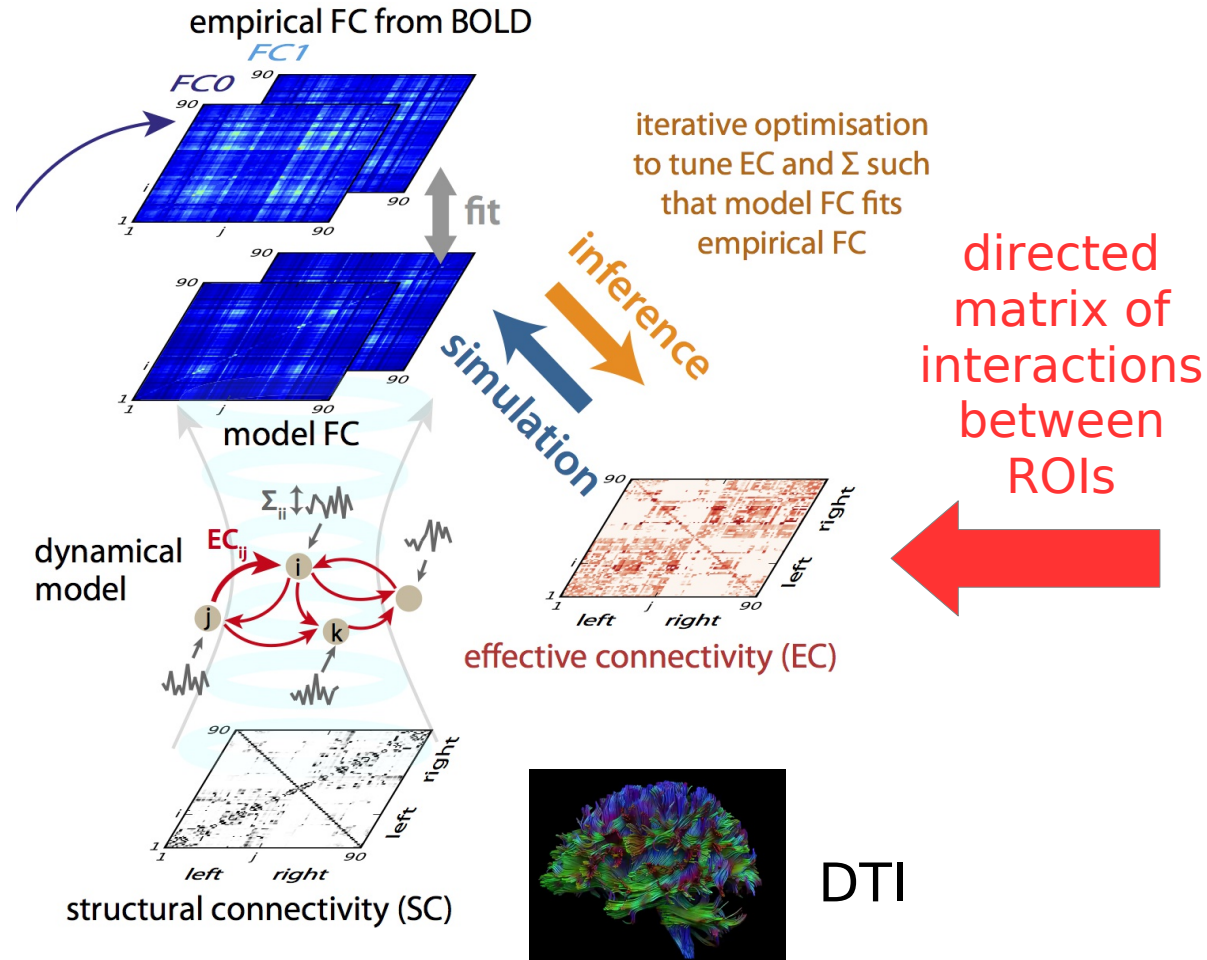 empirical FC from BOLD
FC1
FC0
90
90
i
1
1
j
90
90
fit
iterative optimisation
to tune EC and Σ such
that model FC fits
empirical FC
directed
matrix of
interactions
between
ROIs
inference
simulation
90
90
i
1
1
j
90
90
model FC
Σii
ECij
dynamical
model
i
j
k
90
i
1
1
j
90
left
right
left
right
effective connectivity (EC)
90
i
1
1
j
90
left
right
left
right
structural connectivity (SC)
DTI